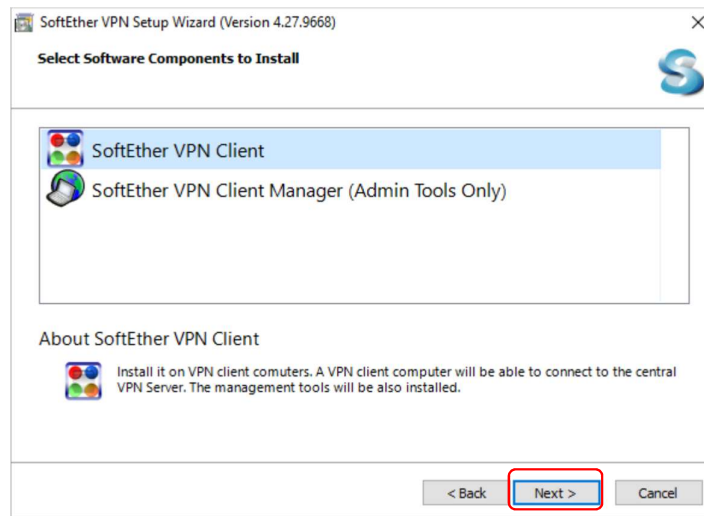 SoftEther VPN Setup Wizard (Version 4.27.9668)
Select Software Components to Install
SoftEther VPN Client
SoftEther VPN Client Manager (Admin Tools Only)
About SoftEther VPN Client
Install it on VPN client comuters. A VPN client computer will be able to connect to the central
VPN Server. The management tools will be also installed.
< Back Next > Cancel